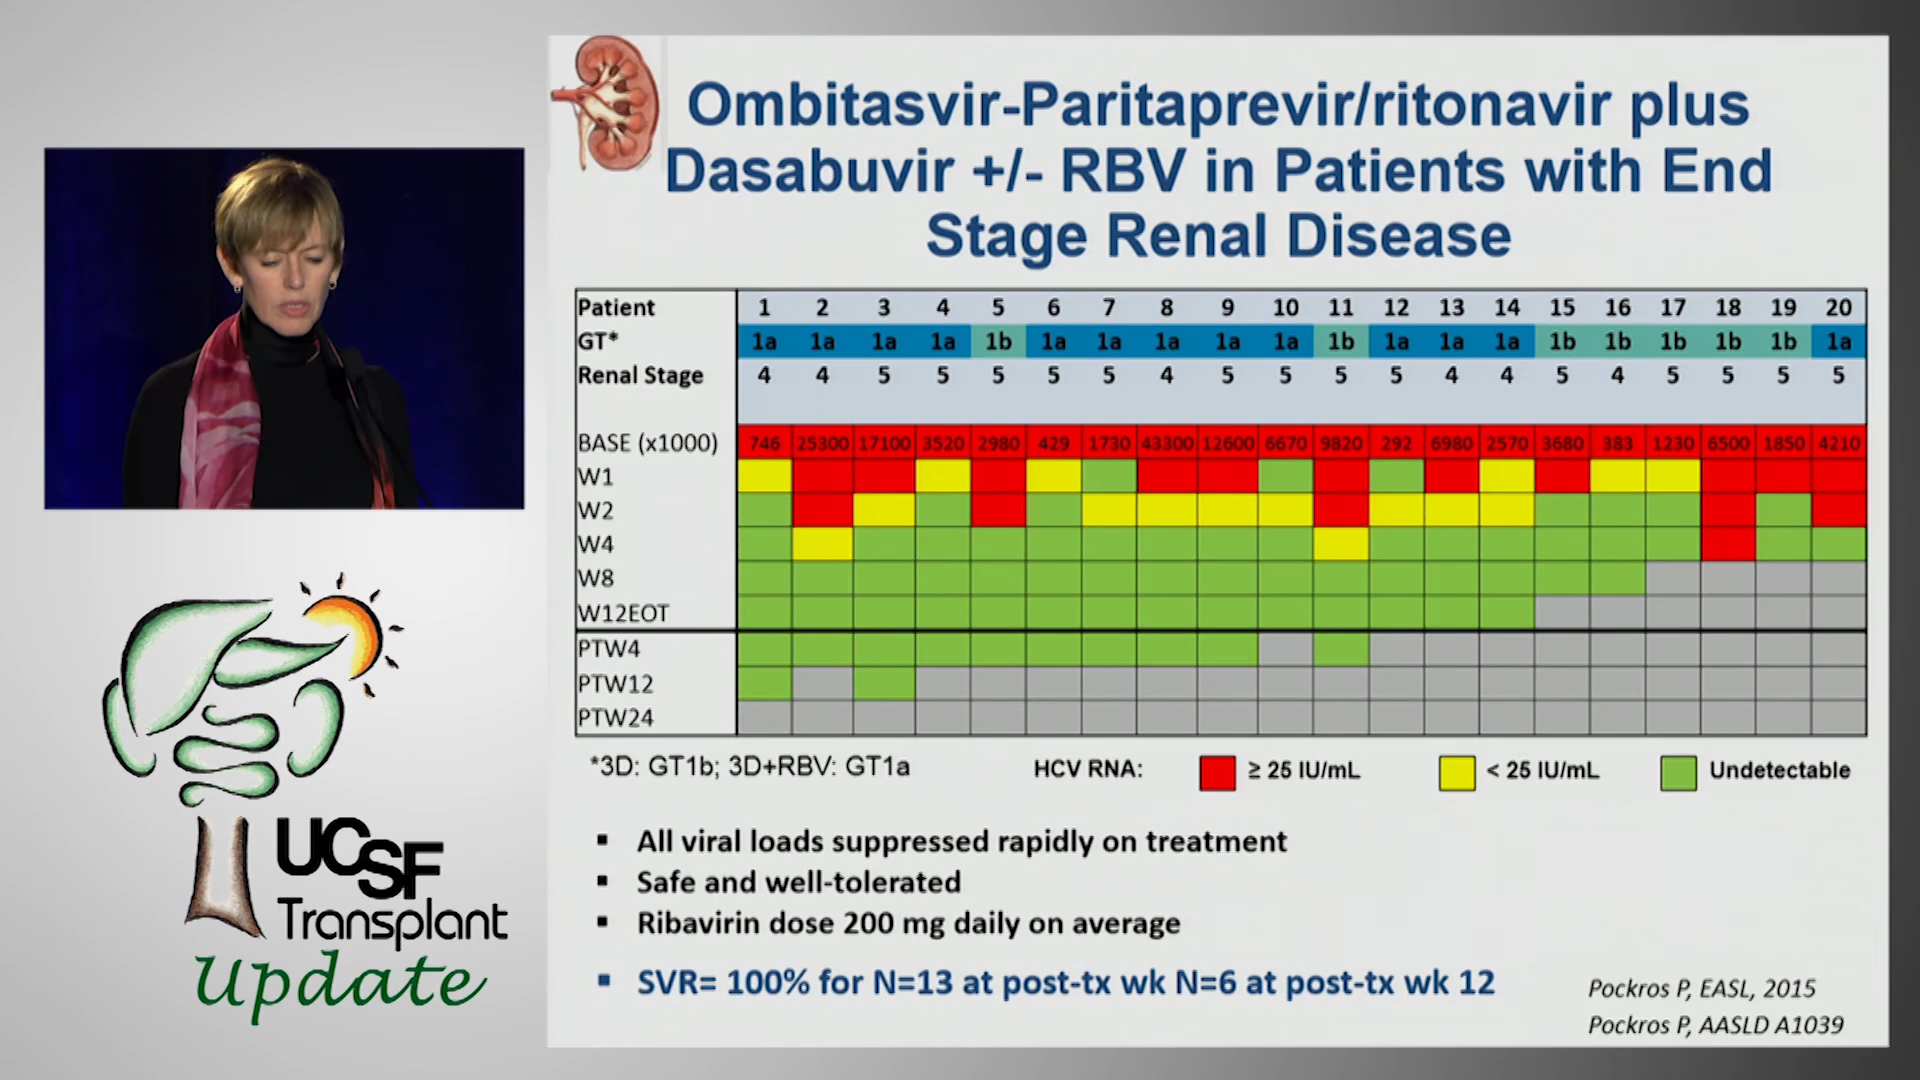 Ombitasvir-Paritaprevir/ritonavir plus
Dasabuvir +/- RBV in Patients with End
Stage Renal Disease
Patient 1 2 3 4 5 6 7 8 9 10 11 12 13 14 15 16 17 18 19 20
GT* 1a 1a 1a 1a 1b 1a 1a 1a 1a 1a 1b 1a 1a 1a 1b 1b 1b 1b 1b 1a
Renal Stage 4 4 5 5 5 5 5 4 5 5 5 5 4 4 5 4 5 5 5 5
BASE (x1000) 746 25300 17100 3520 2980 429 1730 43300 12600 6670 9820 292 6980 2570 3680 383 1230 6500 1850 4210
W1
W2
W4
W8
W12EOT
PTW4
PTW12
PTW24
*3D: GT1b; 3D+RBV: GT1a HCV RNA: ≥ 25 IU/mL < 25 IU/mL Undetectable
▪ All viral loads suppressed rapidly on treatment
▪ Safe and well-tolerated
▪ Ribavirin dose 200 mg daily on average
▪ SVR= 100% for N=13 at post-tx wk N=6 at post-tx wk 12
Pockros P, EASL, 2015
Pockros P, AASLD A1039
UCSF
Transplant
Update